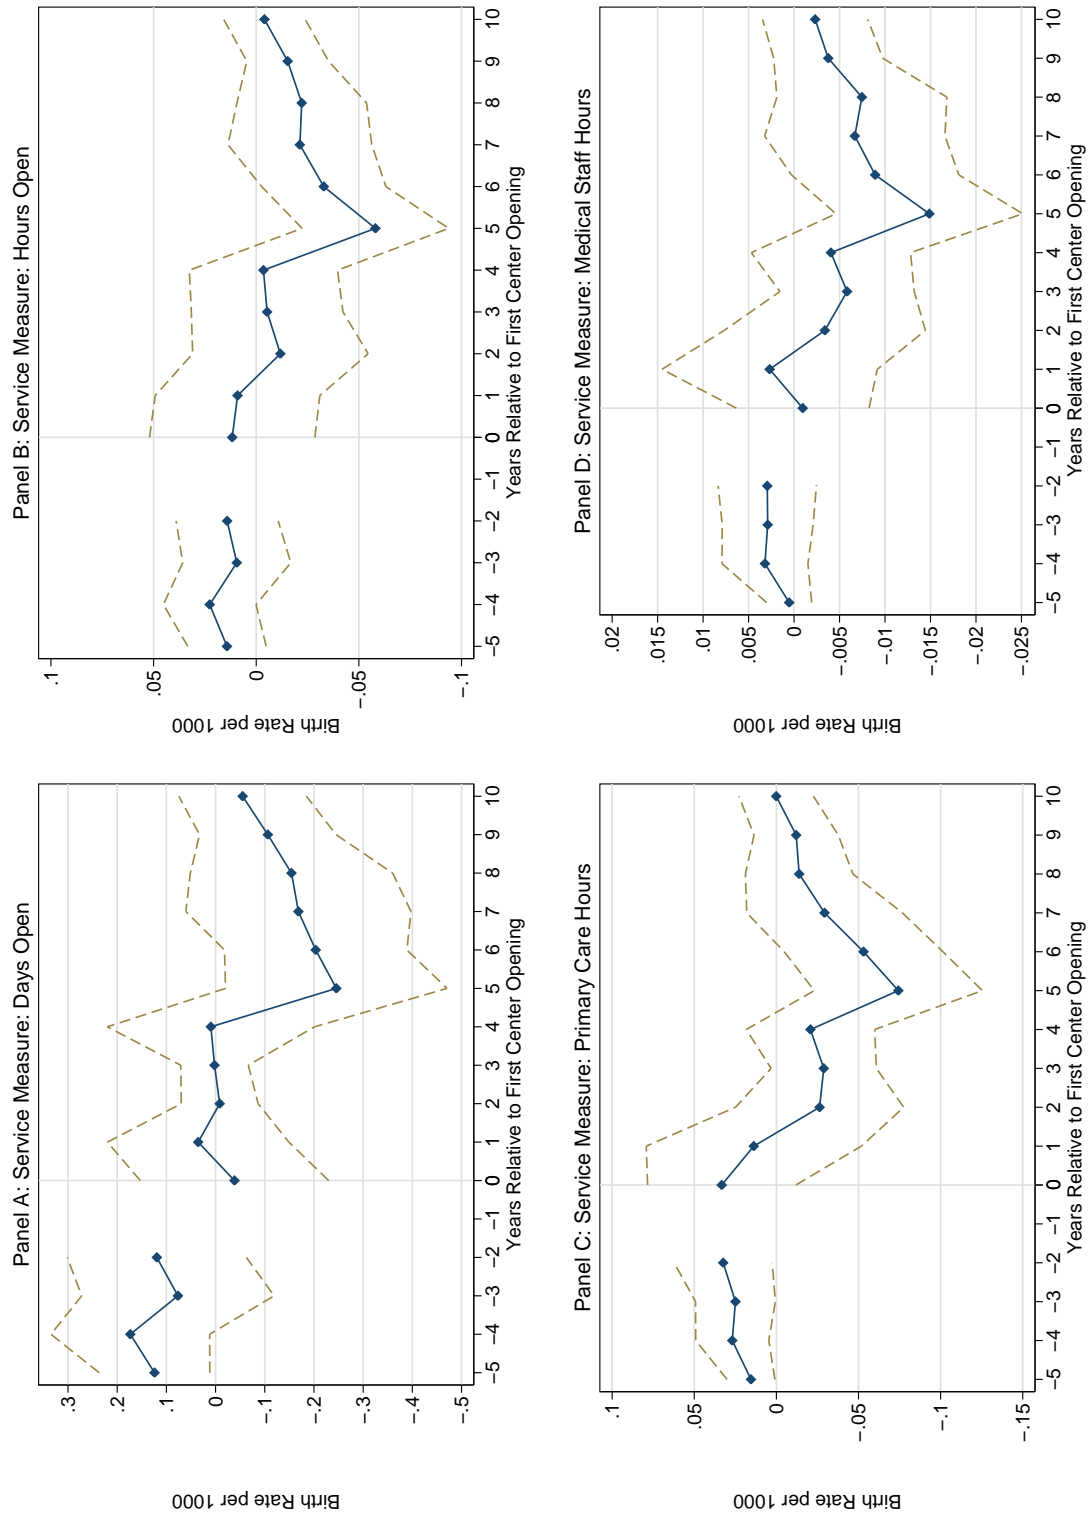 Panel A: Service Measure: Days Open
Birth Rate per 1000
.3
.2
.1
0
−.1
−.2
−.3
−.4
−.5
−5 −4 −3 −2 −1 0 1 2 3 4 5 6 7 8 9 10
Years Relative to First Center Opening
Panel B: Service Measure: Hours Open
Birth Rate per 1000
.1
.05
0
−.05
−.1
−5 −4 −3 −2 −1 0 1 2 3 4 5 6 7 8 9 10
Years Relative to First Center Opening
Panel C: Service Measure: Primary Care Hours
Birth Rate per 1000
.1
.05
0
−.05
−.1
−.15
−5 −4 −3 −2 −1 0 1 2 3 4 5 6 7 8 9 10
Years Relative to First Center Opening
Panel D: Service Measure: Medical Staff Hours
Birth Rate per 1000
.02
.015
.01
.005
0
−.005
−.01
−.015
−.02
−.025
−5 −4 −3 −2 −1 0 1 2 3 4 5 6 7 8 9 10
Years Relative to First Center Opening